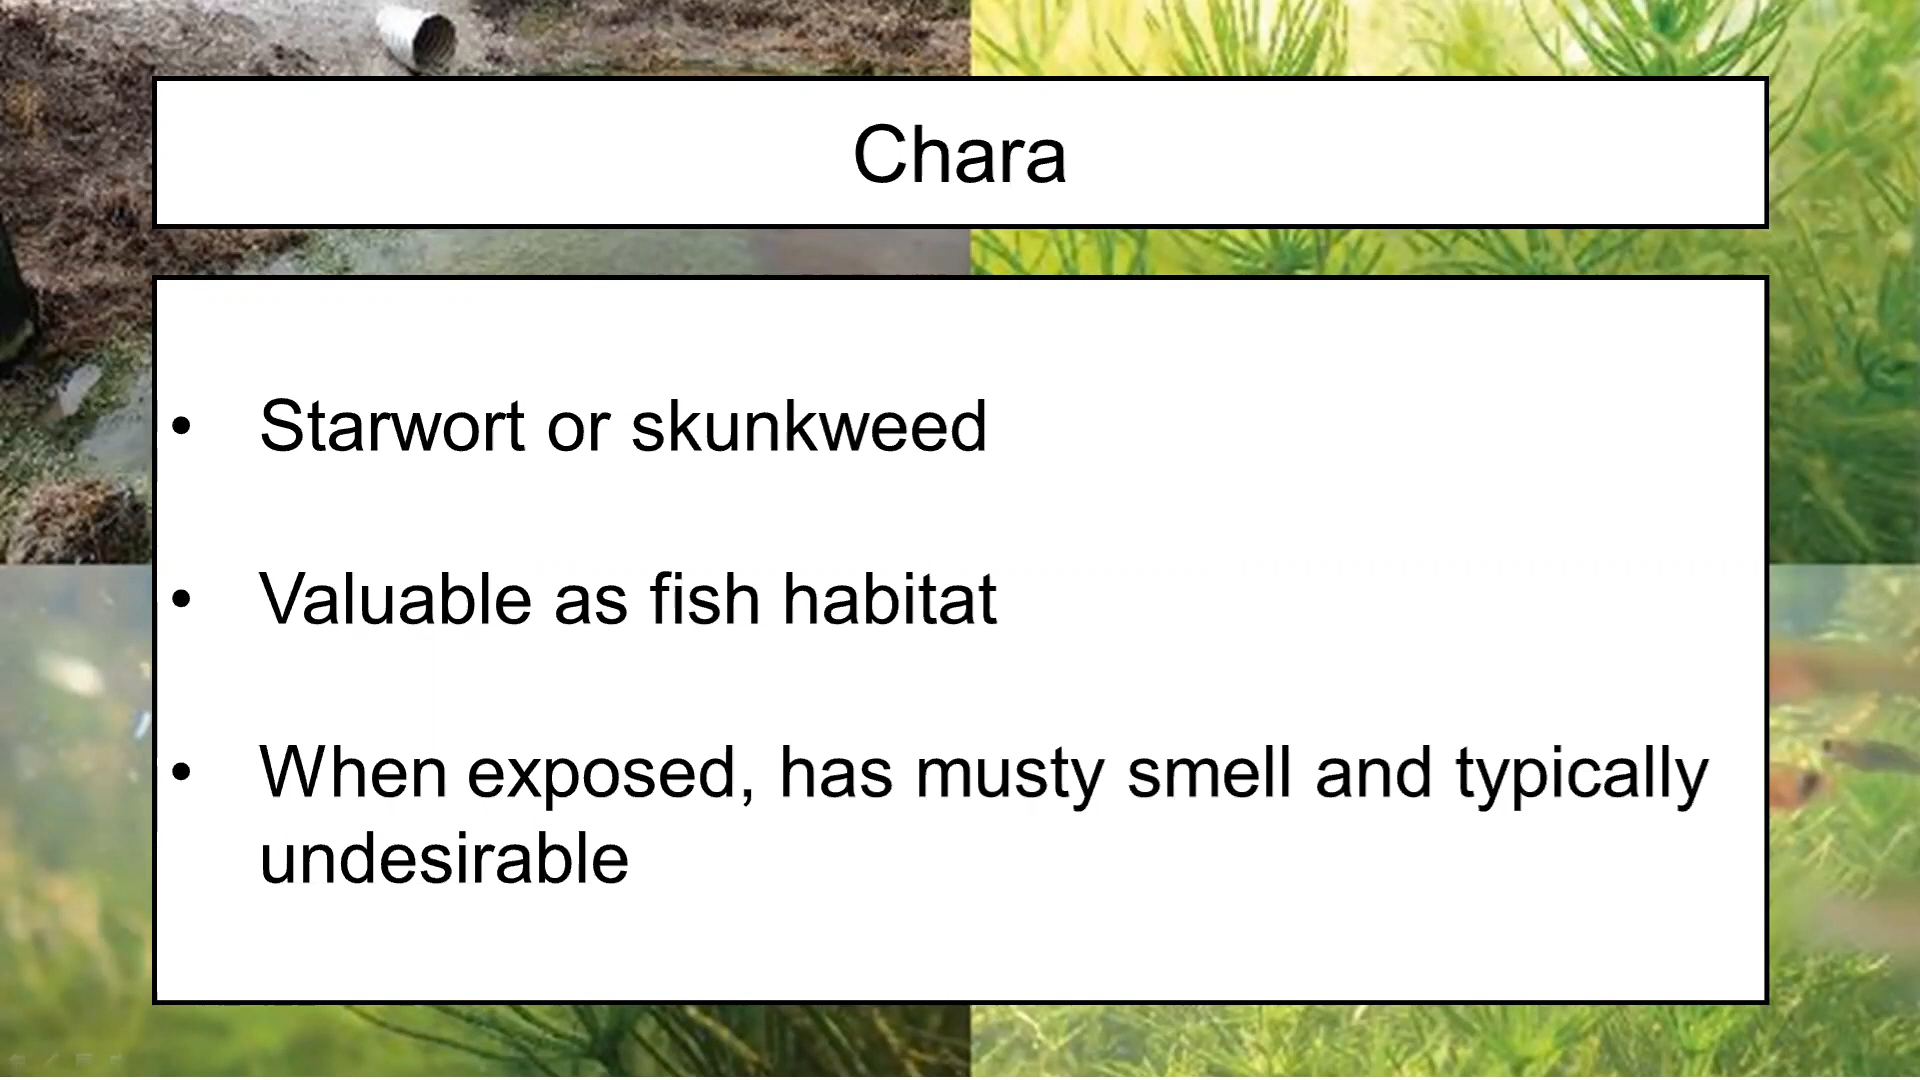 Chara
• Starwort or skunkweed
• Valuable as fish habitat
• When exposed, has musty smell and typically
undesirable